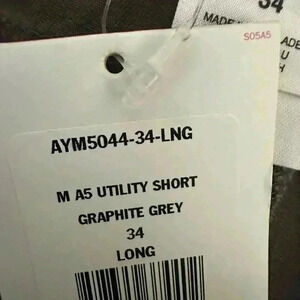 34
MADE
S05A5
AYM5044-34-LNG
M A5 UTILITY SHORT
GRAPHITE GREY
34
LONG